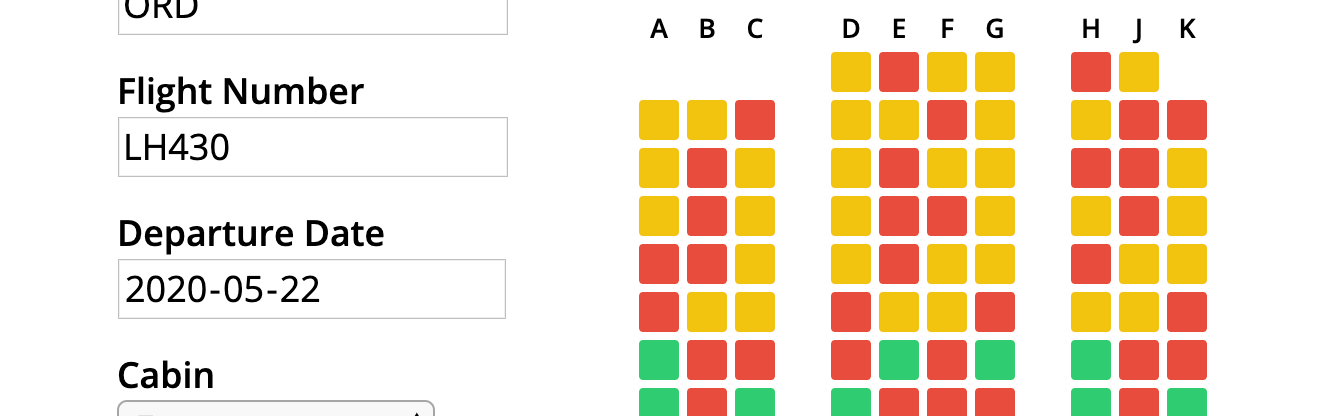 ORD
Flight Number
LH430
Departure Date
2020-05-22
Cabin
A B C D E F G H J K